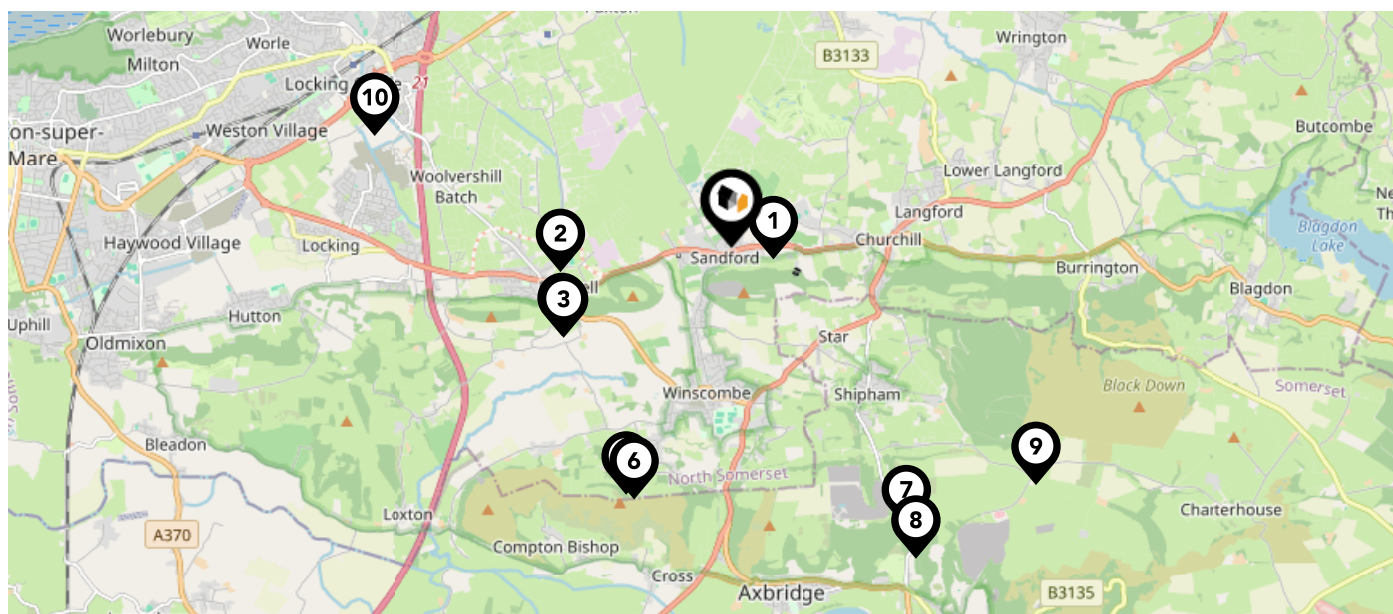 Worlebury
Milton
Worle
Locking
21
10
on-super-
Mare
Weston Village
Woolvershill
Batch
Haywood Village
Locking
Uphill
Oldmixon
Hutton
Bleadon
Loxton
A370
Compton Bishop
Cross
Axbridge
2
3
6
Sandford
1
Churchill
Langford
Lower Langford
B3133
Wrington
Butcombe
Blagdon
Lake
Burrington
Blagdon
Star
Winscombe
Shipham
Black Down
Somerset
North Somerset
7
8
9
Charterhouse
B3135